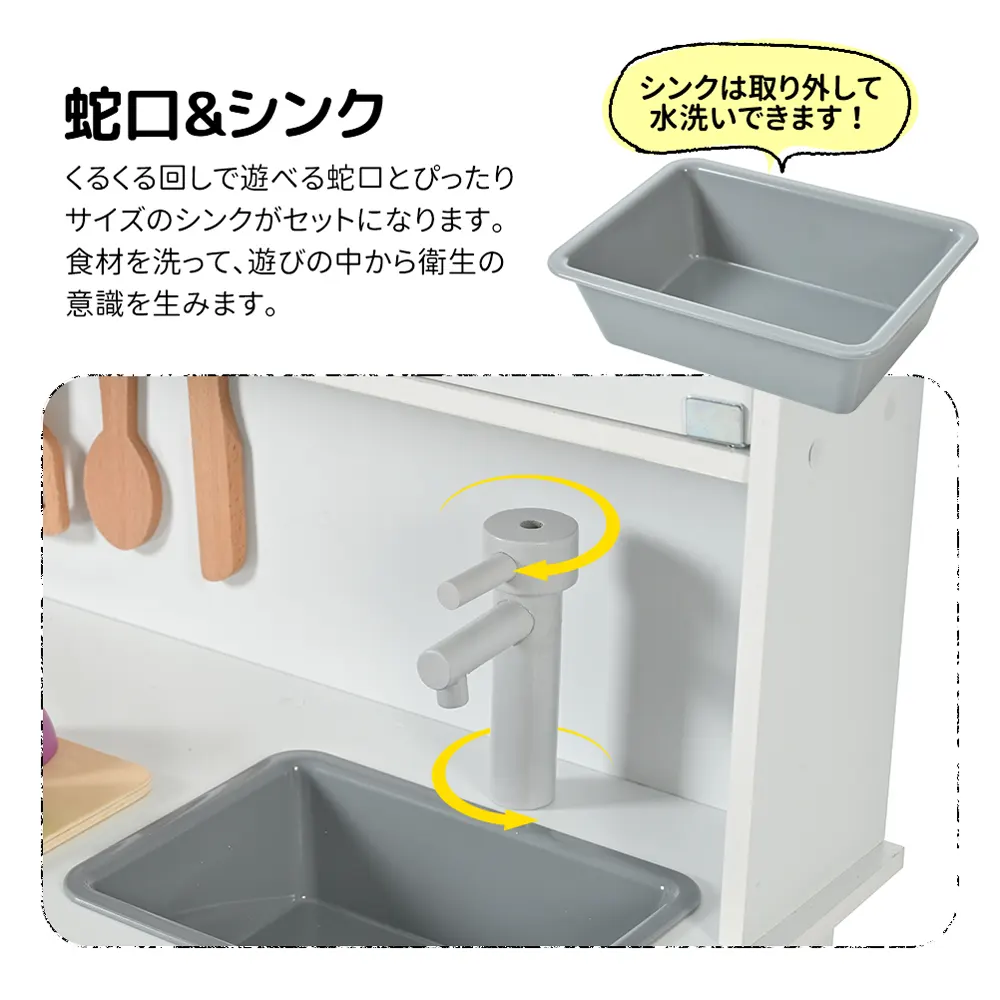 蛇口&シンク
くるくる回しで遊べる蛇口とぴったり
サイズのシンクがセットになります。
食材を洗って、遊びの中から衛生の
意識を生みます。
シンクは取り外して
水洗いできます！